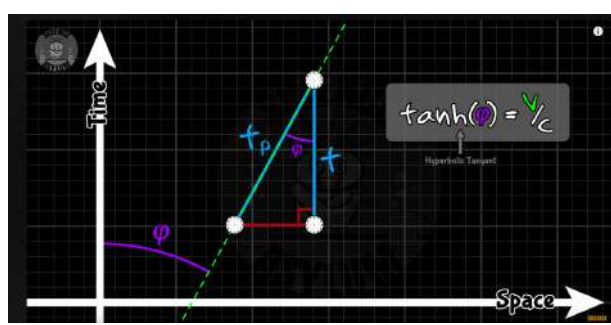 Time
tanh(φ) = v/c
Hyperbolic Tangent
t_p
φ
t
φ
Space